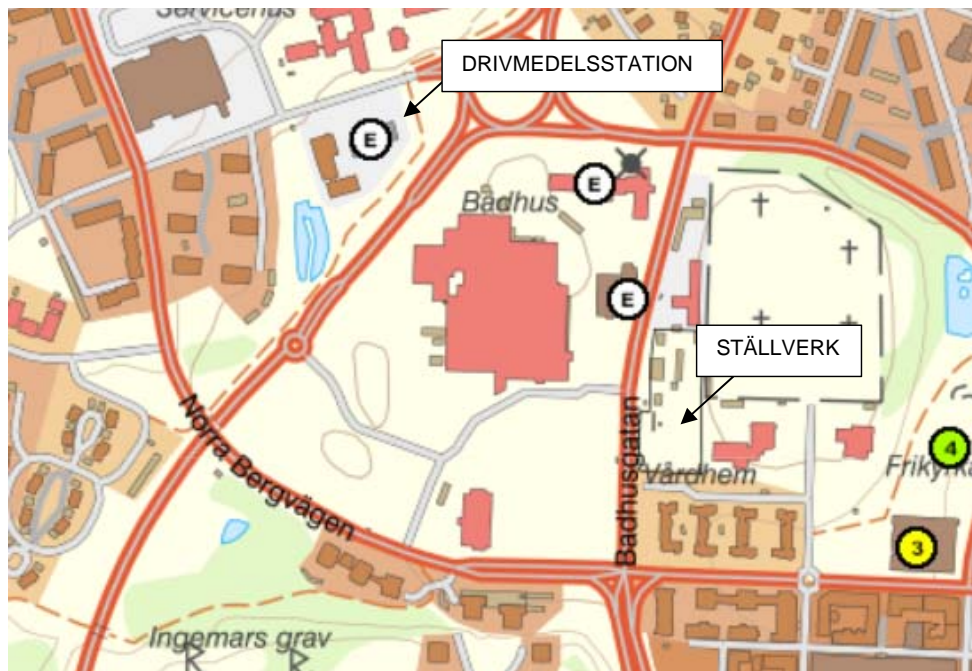 Servicehus
DRIVMEDELSSTATION
E
E
Badhus
E
STÄLLVERK
Norra Bergvägen
Badhusgatan
Vårdhem
4
Frikyrka
3
Ingemars grav